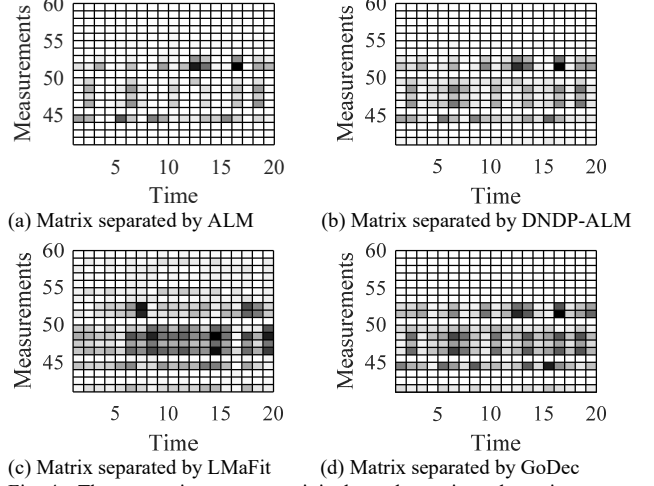 60
55
50
45
Measurements
5 10 15 20
Time
(a) Matrix separated by ALM
60
55
50
45
Measurements
5 10 15 20
Time
(b) Matrix separated by DNDP-ALM
60
55
50
45
Measurements
5 10 15 20
Time
(c) Matrix separated by LMaFit
60
55
50
45
Measurements
5 10 15 20
Time
(d) Matrix separated by GoDec